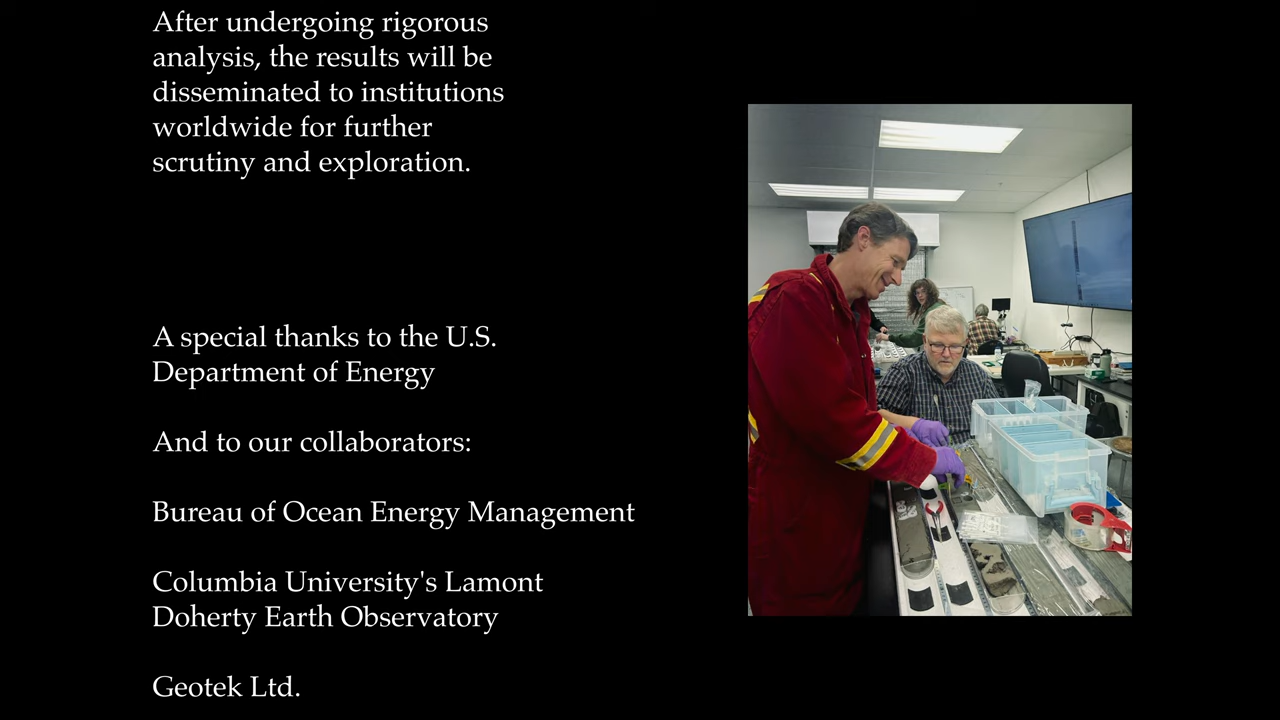 After undergoing rigorous
analysis, the results will be
disseminated to institutions
worldwide for further
scrutiny and exploration.
A special thanks to the U.S.
Department of Energy
And to our collaborators:
Bureau of Ocean Energy Management
Columbia University's Lamont
Doherty Earth Observatory
Geotek Ltd.